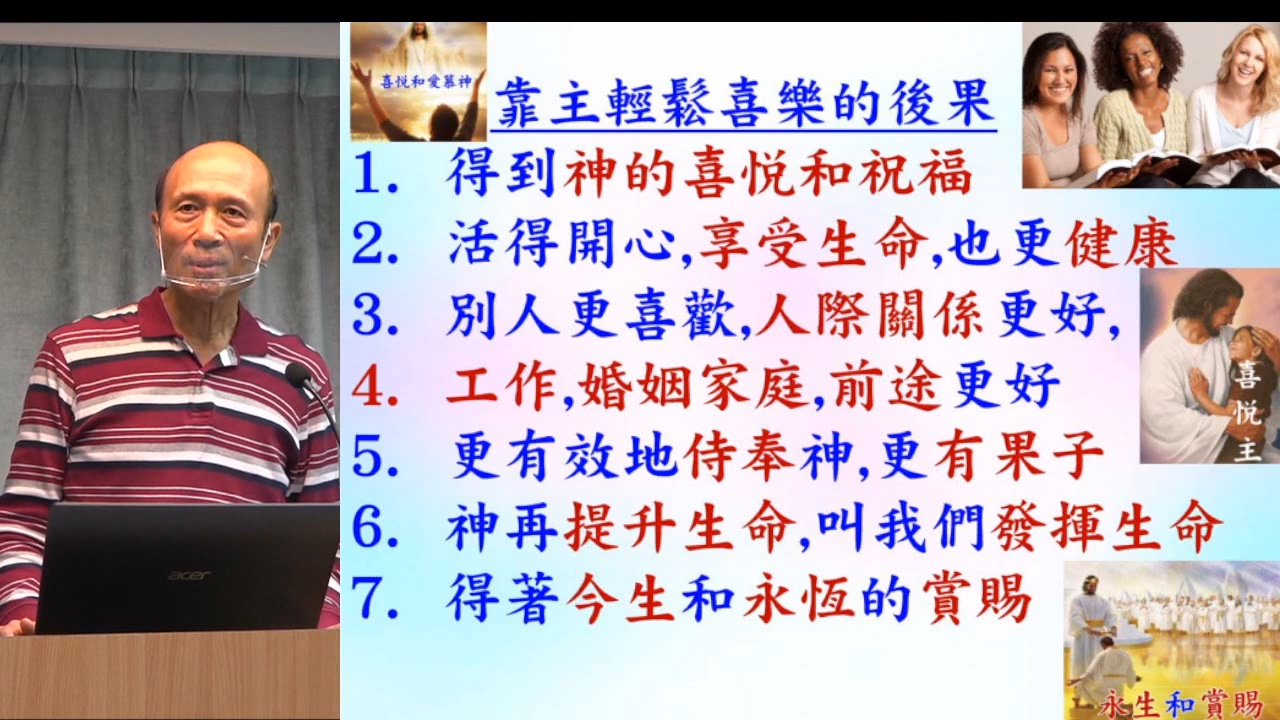 喜悅和愛慕神
靠主輕鬆喜樂的後果
1. 得到神的喜悅和祝福
2. 活得開心,享受生命,也更健康
3. 別人更喜歡,人際關係更好,
4. 工作,婚姻家庭,前途更好
5. 更有效地侍奉神,更有果子
6. 神再提升生命,叫我們發揮生命
7. 得著今生和永恆的賞賜
喜悅主
永生和賞賜
acer